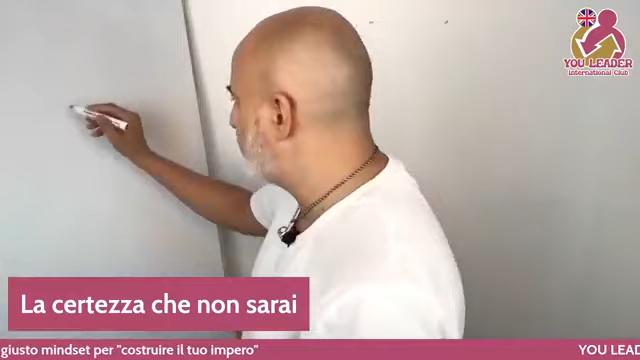 YOU LEADER
International Club
La certezza che non sarai
giusto mindset per "costruire il tuo impero"
YOU LEAD